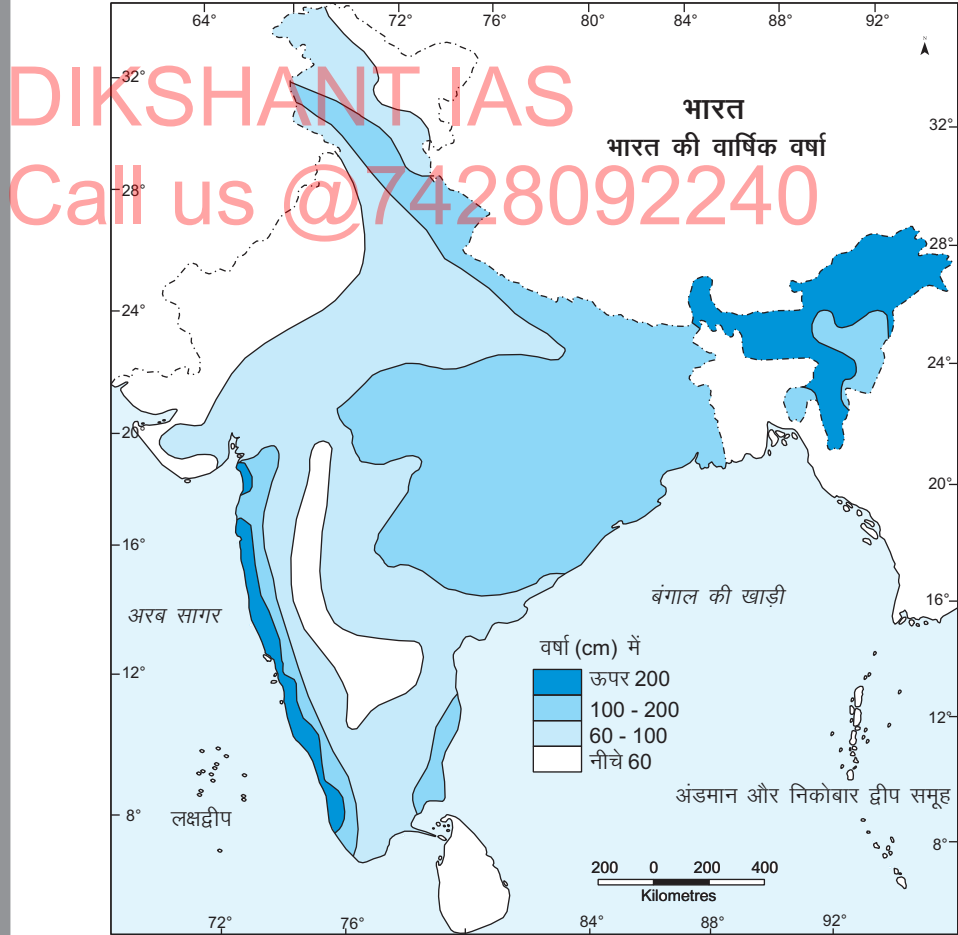 64° 72° 76° 80° 84° 88° 92°
N
DIKSHANT IAS
Call us @7428092240
भारत
भारत की वार्षिक वर्षा
32° 32°
28° 28°
24° 24°
20° 20°
16° 16°
अरब सागर
बंगाल की खाड़ी
वर्षा (cm) में
ऊपर 200
100 - 200
60 - 100
नीचे 60
12° 12°
अंडमान और निकोबार द्वीप समूह
लक्षद्वीप
8° 8°
200 0 200 400
Kilometres
72° 76° 84° 88° 92°